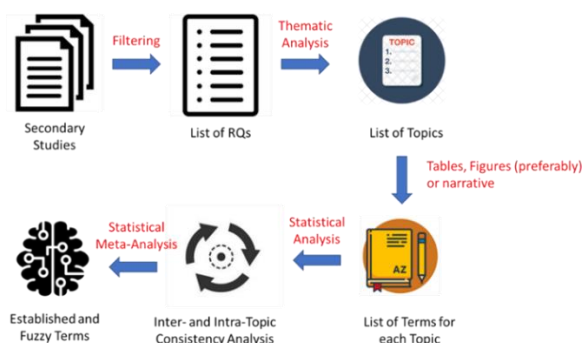 Filtering
Thematic
Analysis
TOPIC
1.
2.
3.
Secondary
Studies
List of RQs
List of Topics
Tables, Figures (preferably)
or narrative
Statistical
Meta-Analysis
Statistical
Analysis
AZ
Established and
Fuzzy Terms
Inter- and Intra-Topic
Consistency Analysis
List of Terms for
each Topic